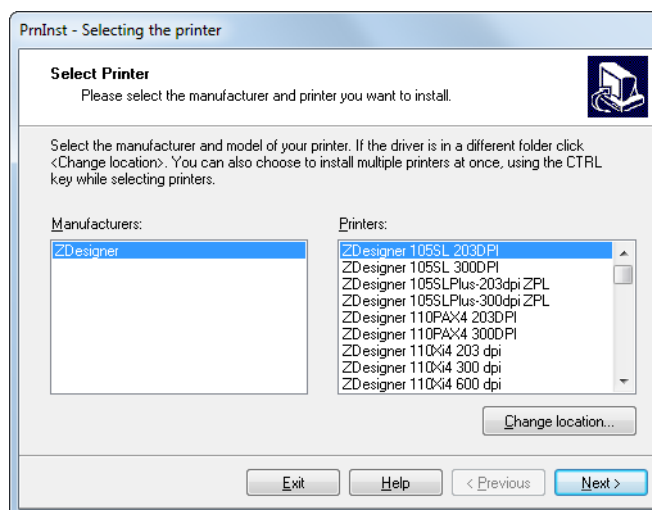 PrnInst - Selecting the printer
Select Printer
Please select the manufacturer and printer you want to install.
Select the manufacturer and model of your printer. If the driver is in a different folder click
<Change location>. You can also choose to install multiple printers at once, using the CTRL
key while selecting printers.
Manufacturers:
ZDesigner
Printers:
ZDesigner 105SL 203DPI
ZDesigner 105SL 300DPI
ZDesigner 105SLPlus-203dpi ZPL
ZDesigner 105SLPlus-300dpi ZPL
ZDesigner 110PAX4 203DPI
ZDesigner 110PAX4 300DPI
ZDesigner 110Xi4 203 dpi
ZDesigner 110Xi4 300 dpi
ZDesigner 110Xi4 600 dpi
Change location...
Exit
Help
< Previous
Next >